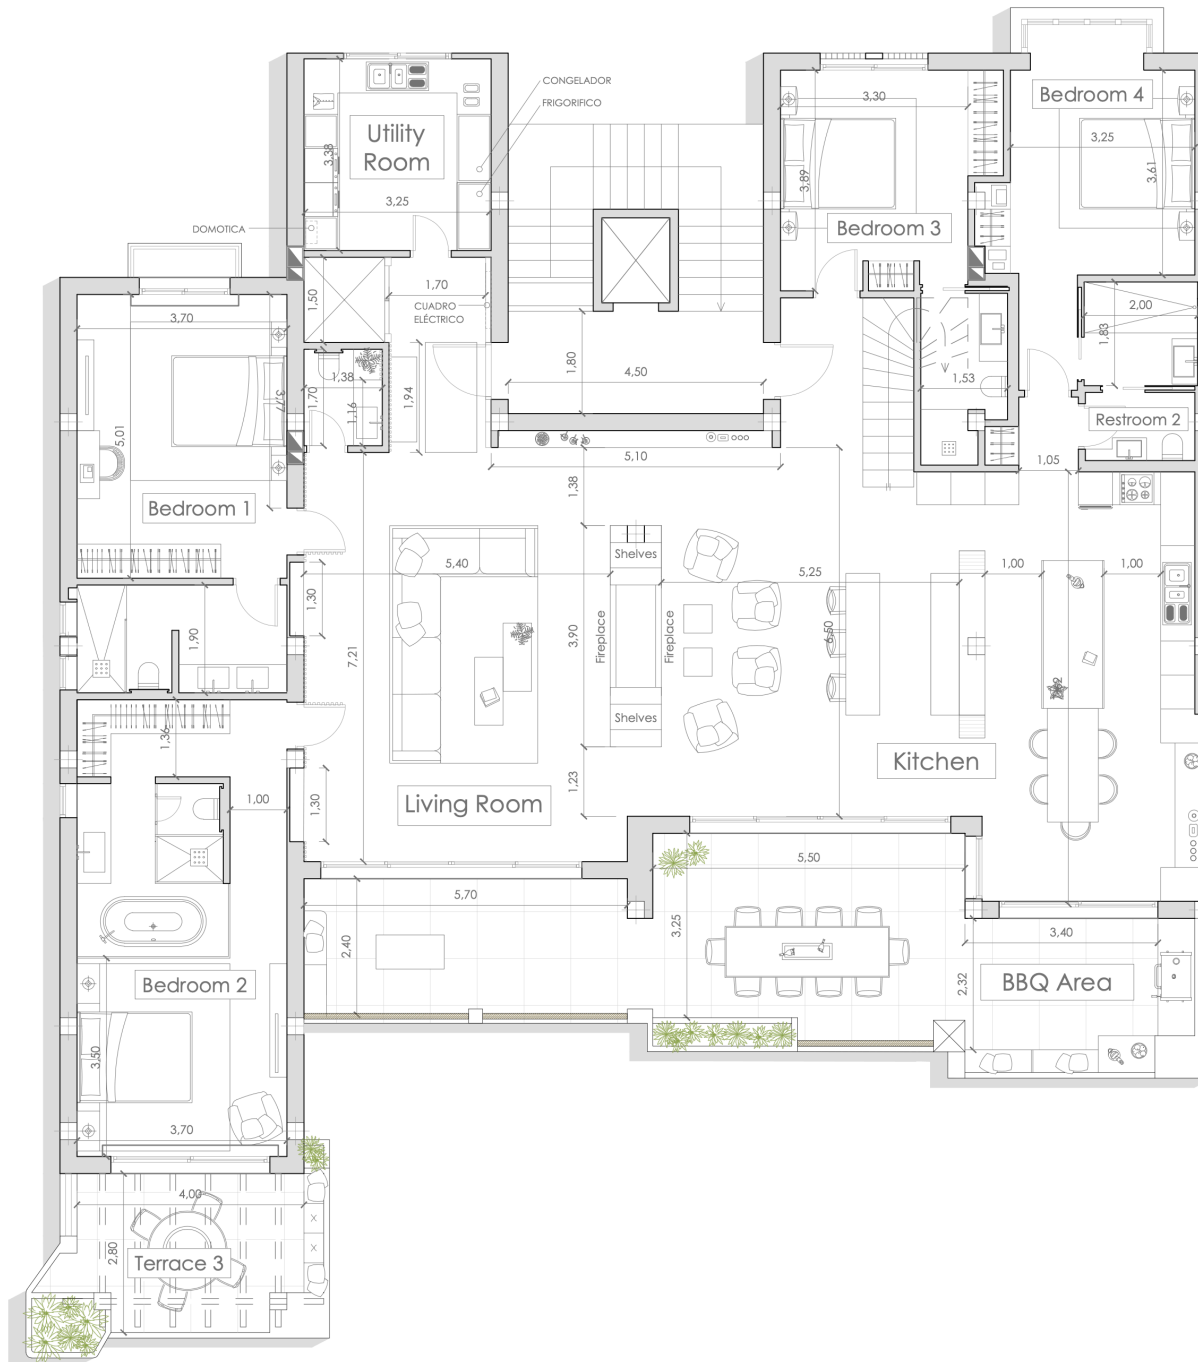 CONGELADOR
FRIGORIFICO
Utility
Room
3,38
3,25
DOMOTICA
1,70
CUADRO
ELÉCTRICO
1,50
3,30
3,89
Bedroom 3
Bedroom 4
3,25
3,61
2,00
1,83
Restroom 2
1,53
1,05
4,50
1,80
5,10
1,38
1,70
1,38
1,16
1,94
3,70
3,77
5,01
Bedroom 1
1,30
1,90
1,36
1,00
1,30
5,40
7,21
Living Room
Shelves
Fireplace
Fireplace
Shelves
3,90
1,23
5,25
6,50
1,00
1,00
Kitchen
5,70
2,40
5,50
3,25
3,40
2,32
BBQ Area
Bedroom 2
3,50
3,70
4,00
2,80
Terrace 3